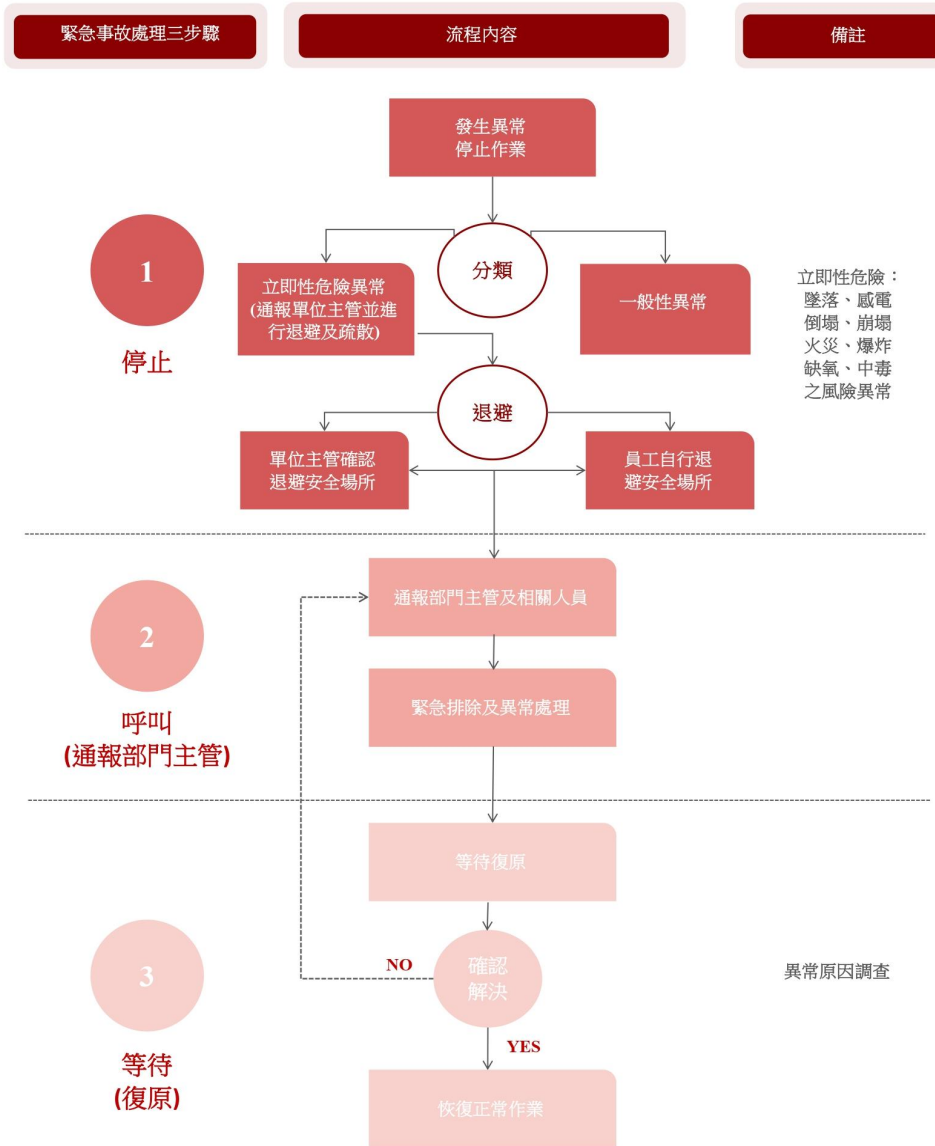 緊急事故處理三步驟
流程內容
備註
發生異常
停止作業
1
停止
分類
立即性危險異常
(通報單位主管並進
行退避及疏散)
一般性異常
立即性危險：
墜落、感電
倒塌、崩塌
火災、爆炸
缺氧、中毒
之風險異常
退避
單位主管確認
退避安全場所
員工自行退
避安全場所
2
呼叫
(通報部門主管)
通報部門主管及相關人員
緊急排除及異常處理
3
等待
(復原)
等待復原
確認
解決
NO
YES
異常原因調查
恢復正常作業